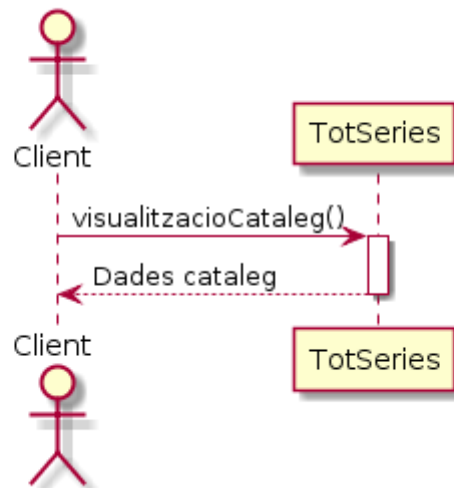 Client
TotSeries
visualitzacioCataleg()
Dades cataleg
Client
TotSeries